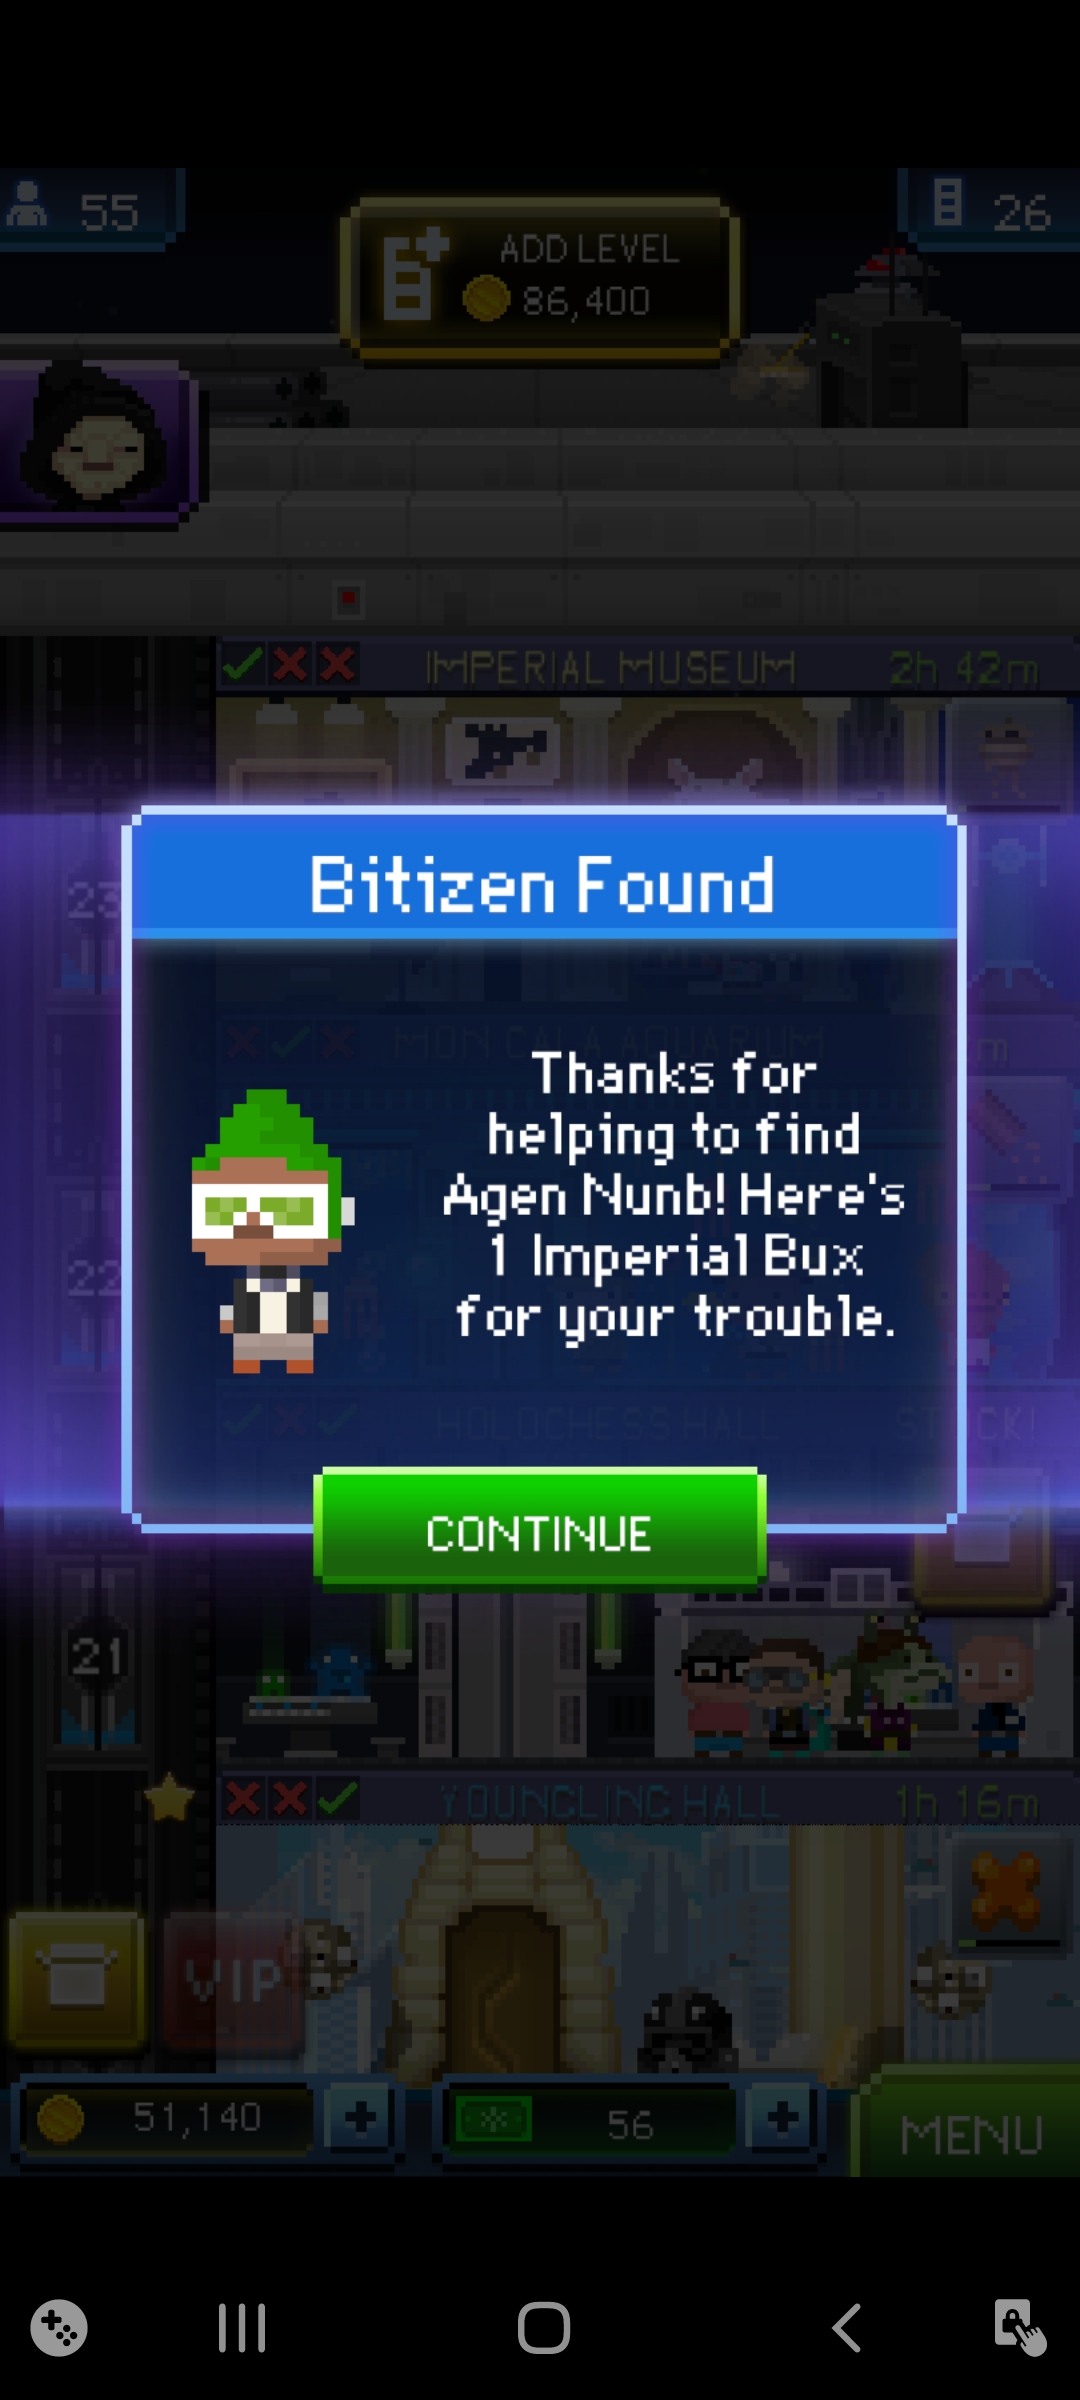 55
26
ADD LEVEL
86,400
IMPERIAL MUSEUM
2h 42m
23
Bitizen Found
MON CALA AQUARIUM
Thanks for
helping to find
Agen Nunb! Here's
1 Imperial Bux
for your trouble.
22
HOLOCHESS HALL
CONTINUE
21
YOUNGLING HALL
1h 16m
VIP
51,140
56
MENU